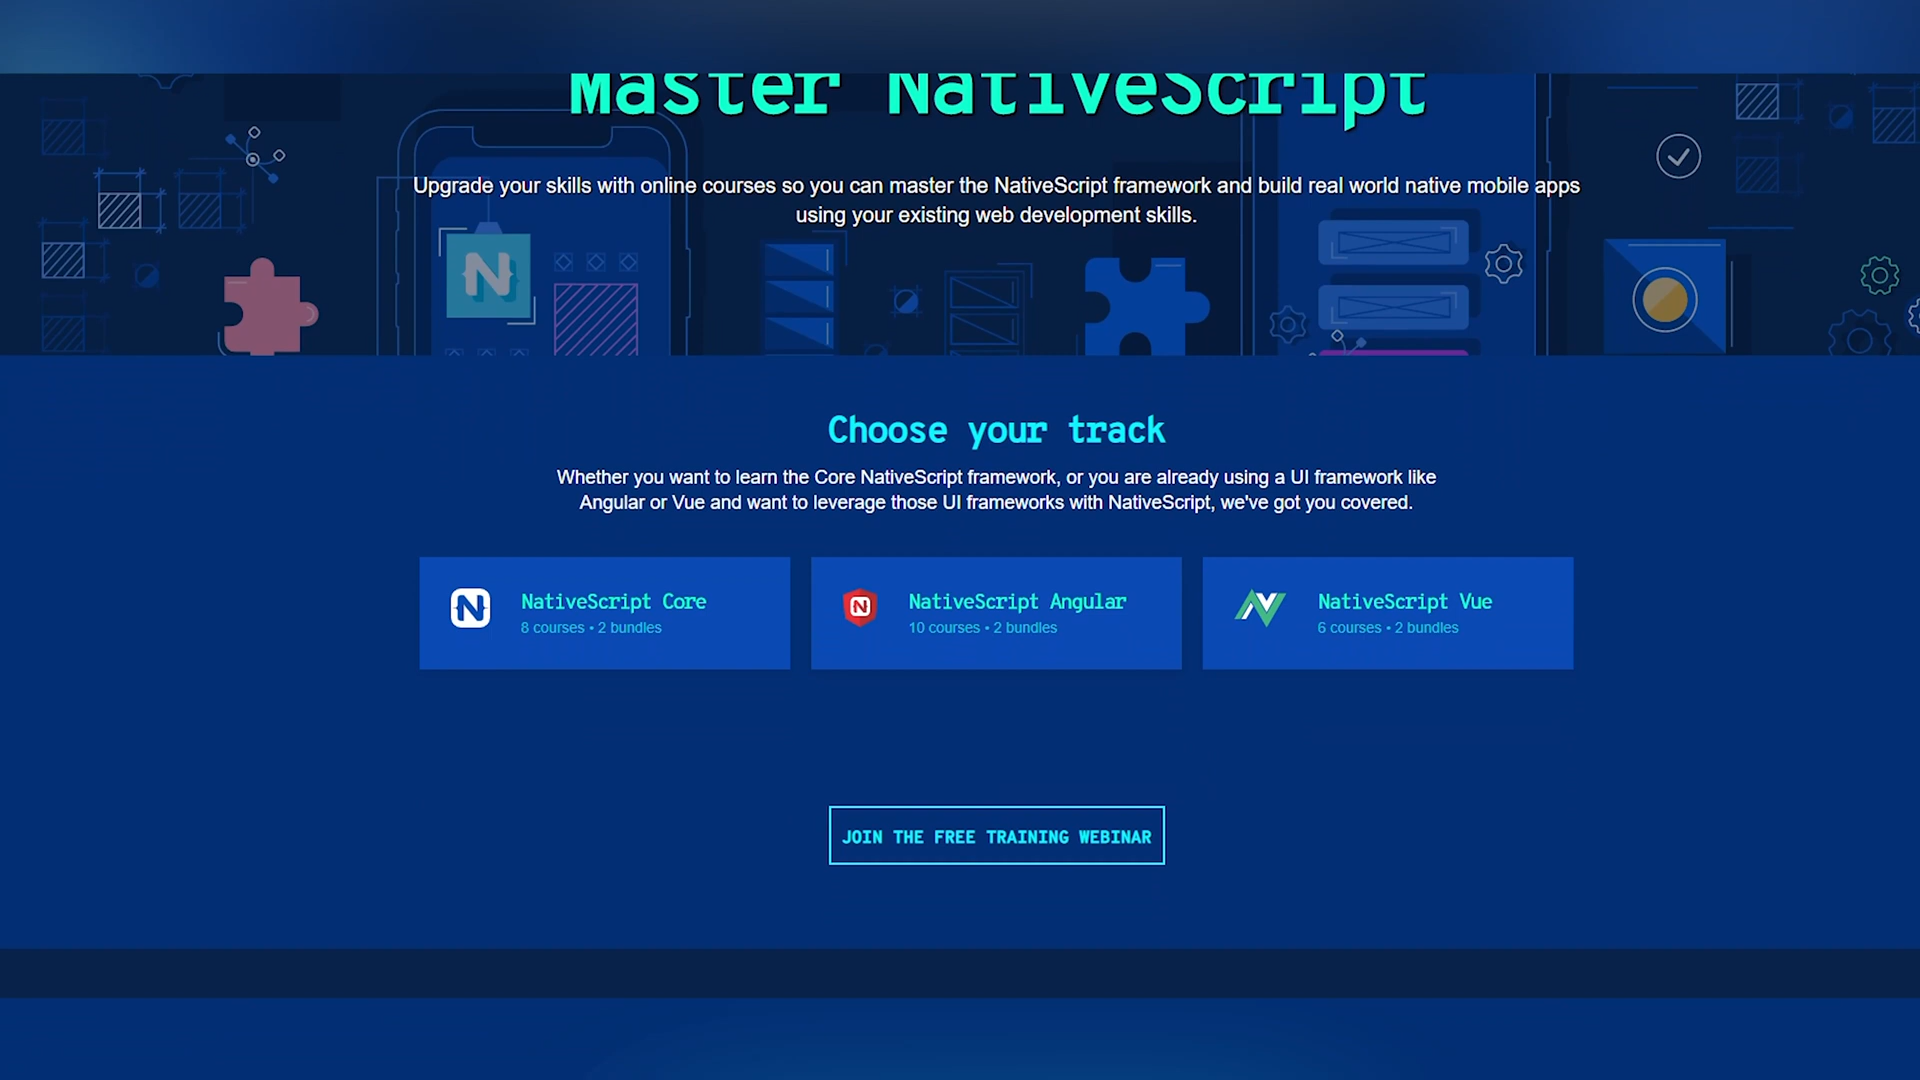 Master NativeScript
Upgrade your skills with online courses so you can master the NativeScript framework and build real world native mobile apps
using your existing web development skills.
N
Choose your track
Whether you want to learn the Core NativeScript framework, or you are already using a UI framework like
Angular or Vue and want to leverage those UI frameworks with NativeScript, we've got you covered.
N
NativeScript Core
8 courses • 2 bundles
N
NativeScript Angular
10 courses • 2 bundles
NativeScript Vue
6 courses • 2 bundles
JOIN THE FREE TRAINING WEBINAR